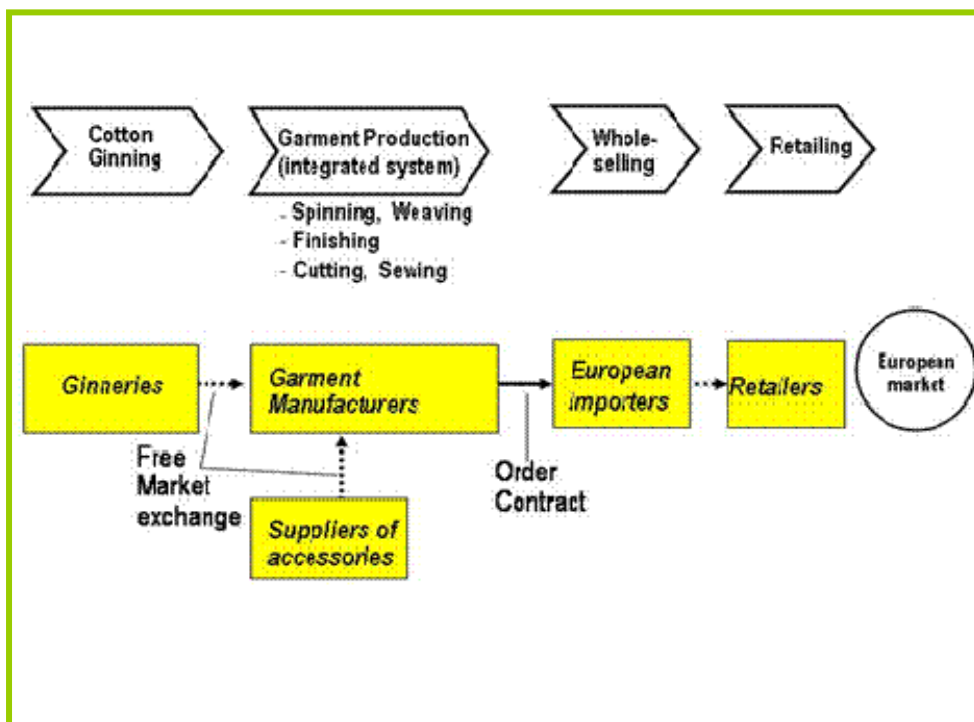 Cotton
Ginning
Garment Production
(integrated system)
- Spinning, Weaving
- Finishing
- Cutting, Sewing
Whole-
selling
Retailing
Ginneries
Garment
Manufacturers
European
importers
Retailers
European
market
Free
Market
exchange
Order
Contract
Suppliers of
accessories